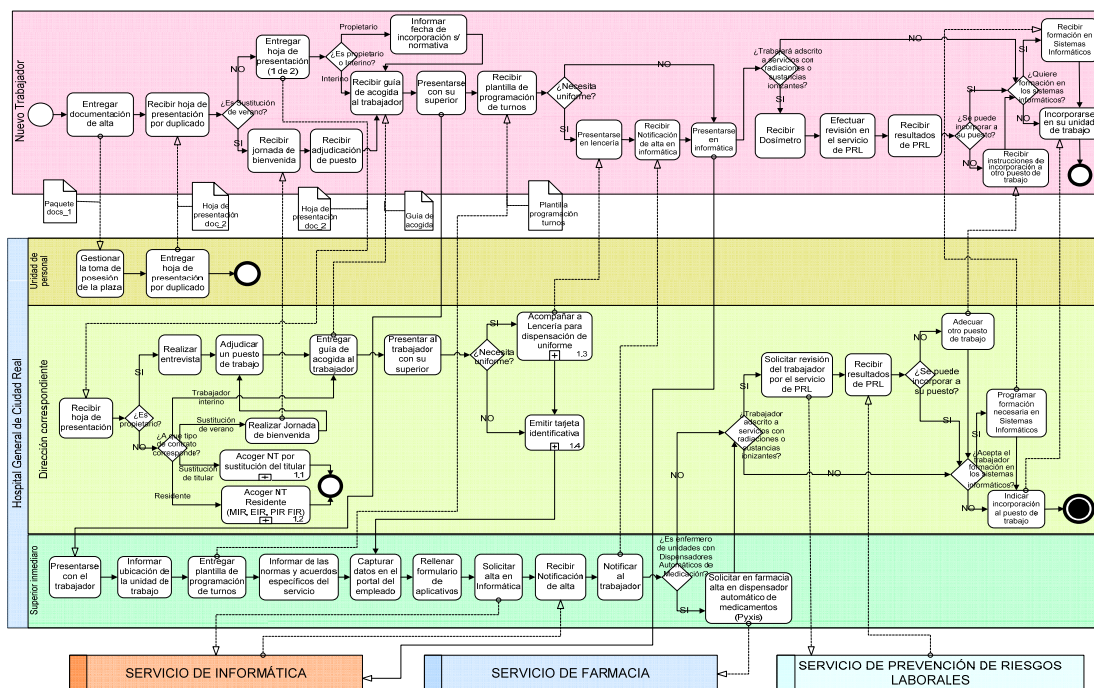 Nuevo Trabajador
Entregar
documentación
de alta
Recibir hoja de
presentación
por duplicado
¿Es Sustitución
de verano?
NO
SI
Entregar
hoja de
presentación
(1 de 2)
¿Es propietario
o Interino?
Propietario
Interino
Informar
fecha de
incorporación s/
normativa
Recibir
jornada de
bienvenida
Recibir
adjudicación
de puesto
Recibir guía
de acogida
al trabajador
Presentarse
con su
superior
Recibir
plantilla de
programación
de turnos
¿Necesita
uniforme?
NO
SI
Presentarse
en lencería
Recibir
Notificación
de alta en
informática
Presentarse
en
informática
¿Trabajará adscrito
a servicios con
radiaciones o
sustancias
ionizantes?
NO
SI
Recibir
Dosímetro
Efectuar
revisión en
el servicio
de PRL
Recibir
resultados
de PRL
¿Se puede
incorporar a
su puesto?
SI
NO
Recibir
instrucciones de
incorporación a
otro puesto de
trabajo
¿Quiere
formación en
los sistemas
informáticos?
SI
NO
Recibir
formación en
Sistemas
Informáticos
Incorporarse
en su unidad
de trabajo
Paquete
docs_1
Hoja de
presentación
doc_2
Hoja de
presentación
doc_2
Guía de
acogida
Plantilla
programación
turnos
Hospital General de Ciudad Real
Unidad de
personal
Gestionar
la toma de
posesión
de la plaza
Entregar
hoja de
presentación
por duplicado
Dirección correspondiente
Recibir
hoja de
presentación
¿Es
propietario?
SI
NO
Realizar
entrevista
Adjudicar
un puesto
de trabajo
¿A que tipo
de contrato
corresponde?
Trabajador
interino
Sustitución
de verano
Sustitución
de titular
Residente
Realizar Jornada
de bienvenida
Acoger NT por
sustitución del titular
1.1
Acoger NT
Residente
(MIR, EIR, PIR FIR)
1.2
Entregar
guía de
acogida al
trabajador
Presentar al
trabajador con
su superior
¿Necesita
uniforme?
SI
NO
Acompañar a
Lencería para
dispensación de
uniforme
1.3
Emitir tarjeta
identificativa
1.4
¿Trabajador
adscrito a
servicios con
radiaciones o
sustancias
ionizantes?
SI
NO
Solicitar revisión
del trabajador
por el servicio
de PRL
Recibir
resultados
de PRL
¿Se puede
incorporar a
su puesto?
NO
SI
Adecuar
otro puesto
de trabajo
¿Acepta el
trabajador
formación en
los sistemas
informáticos?
SI
NO
Programar
formación
necesaria en
Sistemas
Informáticos
Indicar
incorporación
al puesto de
trabajo
Superior inmediaro
Presentarse
con el
trabajador
Informar
ubicación de
la unidad de
trabajo
Entregar
plantilla de
programación
de turnos
Informar de las
normas y acuerdos
específicos del
servicio
Capturar
datos en el
portal del
empleado
Rellenar
formulario
de
aplicativos
Solicitar
alta en
Informática
Recibir
Notificación
de alta
Notificar
al
trabajador
¿Es enfermero
de unidades con
Dispensadores
Automáticos de
Medicación?
NO
SI
Solicitar en farmacia
alta en dispensador
automático de
medicamentos
(Pyxis)
SERVICIO DE INFORMÁTICA
SERVICIO DE FARMACIA
SERVICIO DE PREVENCIÓN DE RIESGOS
LABORALES